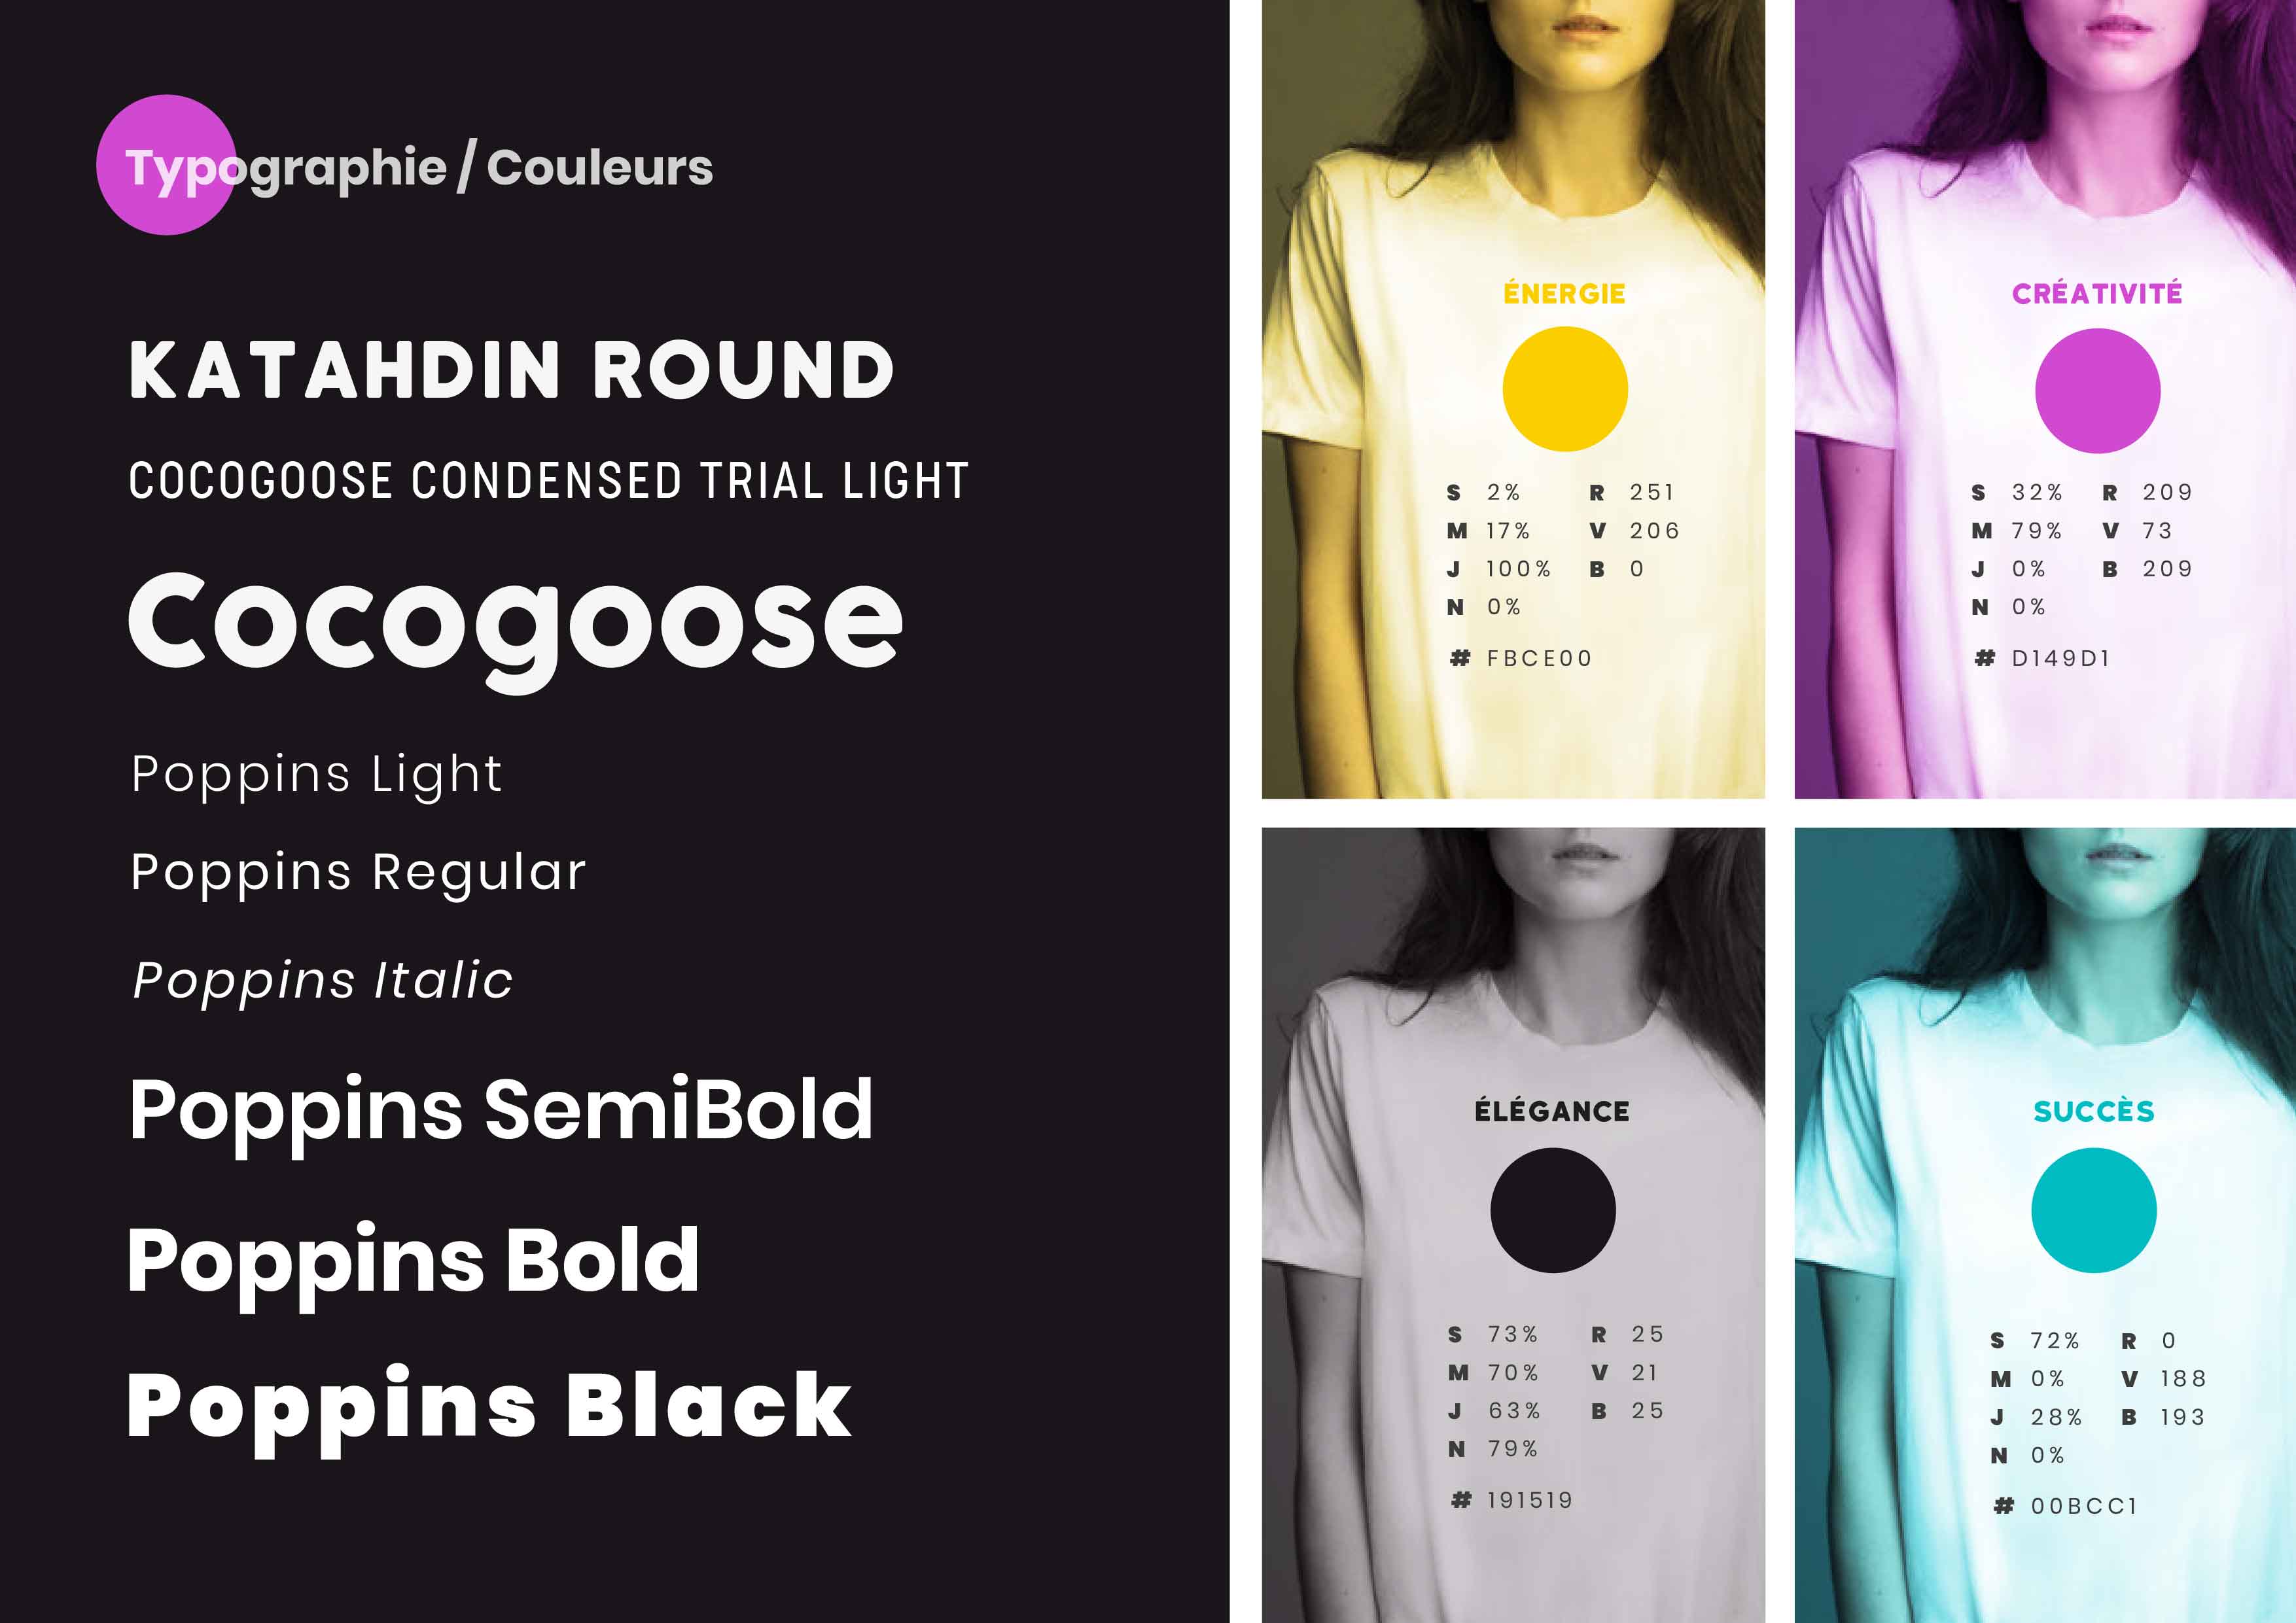 Typographie / Couleurs
KATAHDIN ROUND
COCOGOOSE CONDENSED TRIAL LIGHT
Cocogoose
Poppins Light
Poppins Regular
Poppins Italic
Poppins SemiBold
Poppins Bold
Poppins Black
ÉNERGIE
S 2% R 251
M 17% V 206
J 100% B 0
N 0%
# FBCE00
CRÉATIVITÉ
S 32% R 209
M 79% V 73
J 0% B 209
N 0%
# D149D1
ÉLÉGANCE
S 73% R 25
M 70% V 21
J 63% B 25
N 79%
# 191519
SUCCÈS
S 72% R 0
M 0% V 188
J 28% B 193
N 0%
# 00BCC1